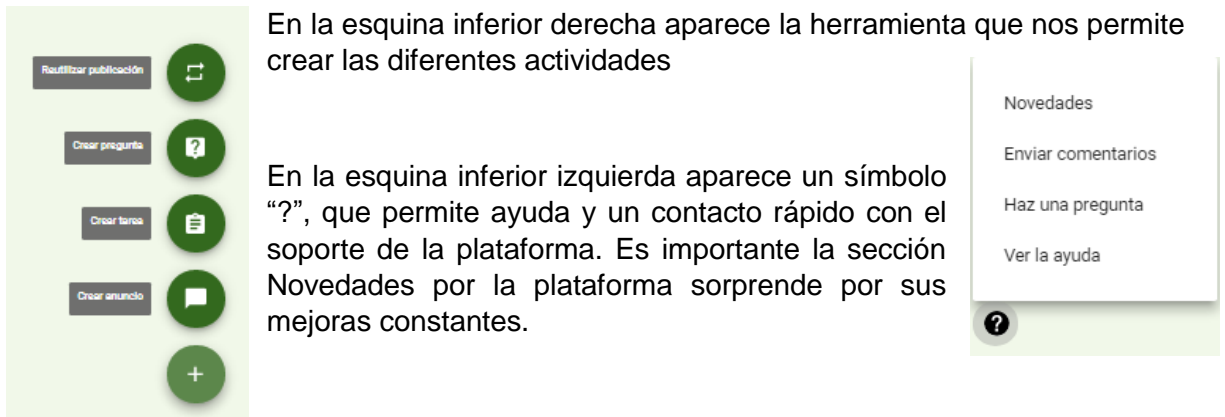 En la esquina inferior derecha aparece la herramienta que nos permite
crear las diferentes actividades
Reutilizar publicación
Crear pregunta
Crear tarea
Crear anuncio
En la esquina inferior izquierda aparece un símbolo
“?”, que permite ayuda y un contacto rápido con el
soporte de la plataforma. Es importante la sección
Novedades por la plataforma sorprende por sus
mejoras constantes.
Novedades
Enviar comentarios
Haz una pregunta
Ver la ayuda